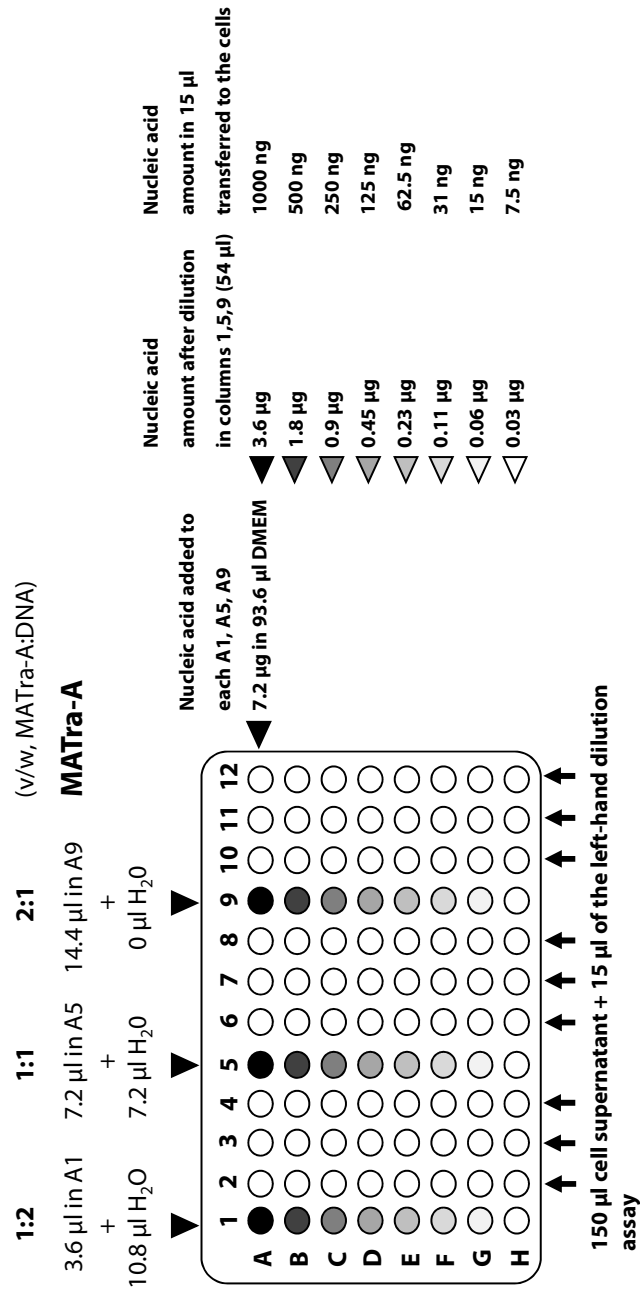 1:2 1:1 2:1 (v/w, MATra-A:DNA)
3.6 µl in A1 7.2 µl in A5 14.4 µl in A9 MATra-A
+ + +
10.8 µl H₂O 7.2 µl H₂0 0 µl H₂0
Nucleic acid added to
each A1, A5, A9
7.2 µg in 93.6 µl DMEM
Nucleic acid
amount after dilution
in columns 1,5,9 (54 µl)
3.6 µg
1.8 µg
0.9 µg
0.45 µg
0.23 µg
0.11 µg
0.06 µg
0.03 µg
Nucleic acid
amount in 15 µl
transferred to the cells
1000 ng
500 ng
250 ng
125 ng
62.5 ng
31 ng
15 ng
7.5 ng
1 2 3 4 5 6 7 8 9 10 11 12
A
B
C
D
E
F
G
H
150 µl cell supernatant + 15 µl of the left-hand dilution
assay